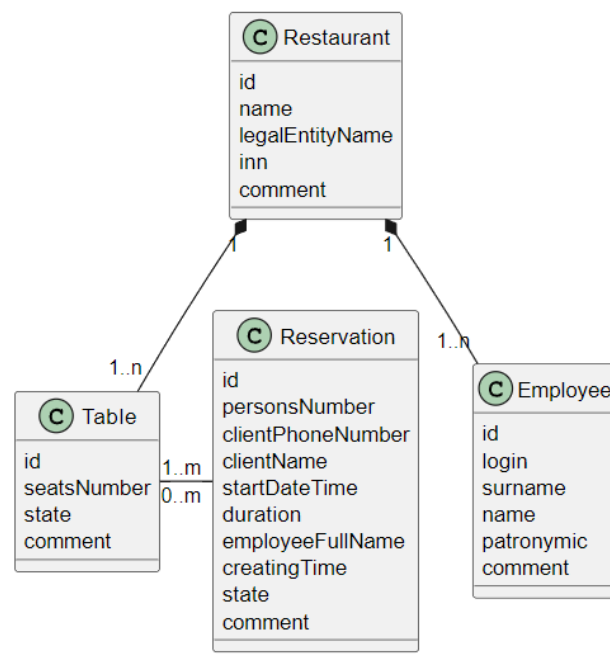 C Restaurant
id
name
legalEntityName
inn
comment
1
1
1..n
1..n
C Reservation
id
personsNumber
clientPhoneNumber
clientName
startDateTime
duration
employeeFullName
creatingTime
state
comment
C Table
id
seatsNumber
state
comment
1..m
0..m
C Employee
id
login
surname
name
patronymic
comment